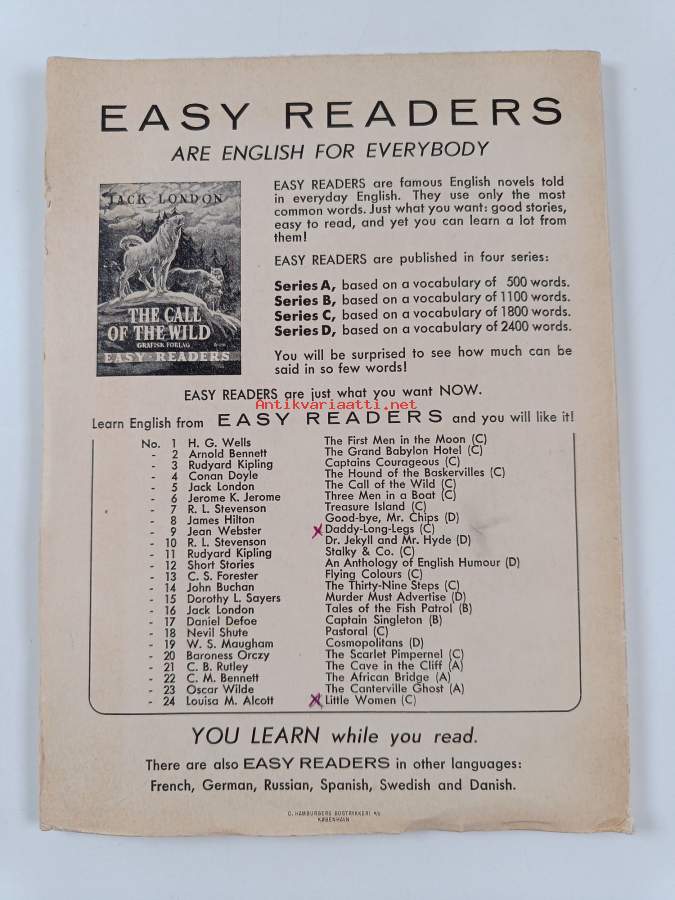 EASY READERS
ARE ENGLISH FOR EVERYBODY
JACK LONDON
THE CALL
OF THE WILD
GRAFISK FORLAG
EASY-READERS
EASY READERS are famous English novels told
in everyday English. They use only the most
common words. Just what you want: good stories,
easy to read, and yet you can learn a lot from
them!
EASY READERS are published in four series:
Series A, based on a vocabulary of 500 words.
Series B, based on a vocabulary of 1100 words.
Series C, based on a vocabulary of 1800 words.
Series D, based on a vocabulary of 2400 words.
You will be surprised to see how much can be
said in so few words!
EASY READERS are just what you want NOW.
Antikvariaatti.net
Learn English from EASY READERS and you will like it!
No. 1 H. G. Wells The First Men in the Moon (C)
- 2 Arnold Bennett The Grand Babylon Hotel (C)
- 3 Rudyard Kipling Captains Courageous (C)
- 4 Conan Doyle The Hound of the Baskervilles (C)
- 5 Jack London The Call of the Wild (C)
- 6 Jerome K. Jerome Three Men in a Boat (C)
- 7 R. L. Stevenson Treasure Island (C)
- 8 James Hilton Good-bye, Mr. Chips (D)
- 9 Jean Webster x Daddy-Long-Legs (C)
- 10 R. L. Stevenson Dr. Jekyll and Mr. Hyde (D)
- 11 Rudyard Kipling Stalky & Co. (C)
- 12 Short Stories An Anthology of English Humour (D)
- 13 C. S. Forester Flying Colours (C)
- 14 John Buchan The Thirty-Nine Steps (C)
- 15 Dorothy L. Sayers Murder Must Advertise (D)
- 16 Jack London Tales of the Fish Patrol (B)
- 17 Daniel Defoe Captain Singleton (B)
- 18 Nevil Shute Pastoral (C)
- 19 W. S. Maugham Cosmopolitans (D)
- 20 Baroness Orczy The Scarlet Pimpernel (C)
- 21 C. B. Rutley The Cave in the Cliff (A)
- 22 C. M. Bennett The African Bridge (A)
- 23 Oscar Wilde The Canterville Ghost (A)
- 24 Louisa M. Alcott x Little Women (C)
YOU LEARN while you read.
There are also EASY READERS in other languages:
French, German, Russian, Spanish, Swedish and Danish.
C. HAMBURGERS BOGTRYKKERI A/S
KØBENHAVN